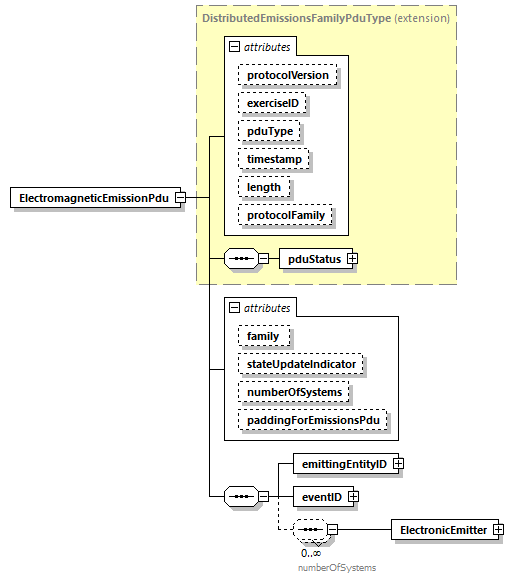 DistributedEmissionsFamilyPduType (extension)
attributes
protocolVersion
exerciseID
pduType
timestamp
length
protocolFamily
ElectromagneticEmissionPdu
pduStatus
attributes
family
stateUpdateIndicator
numberOfSystems
paddingForEmissionsPdu
emittingEntityID
eventID
ElectronicEmitter
0..∞
numberOfSystems